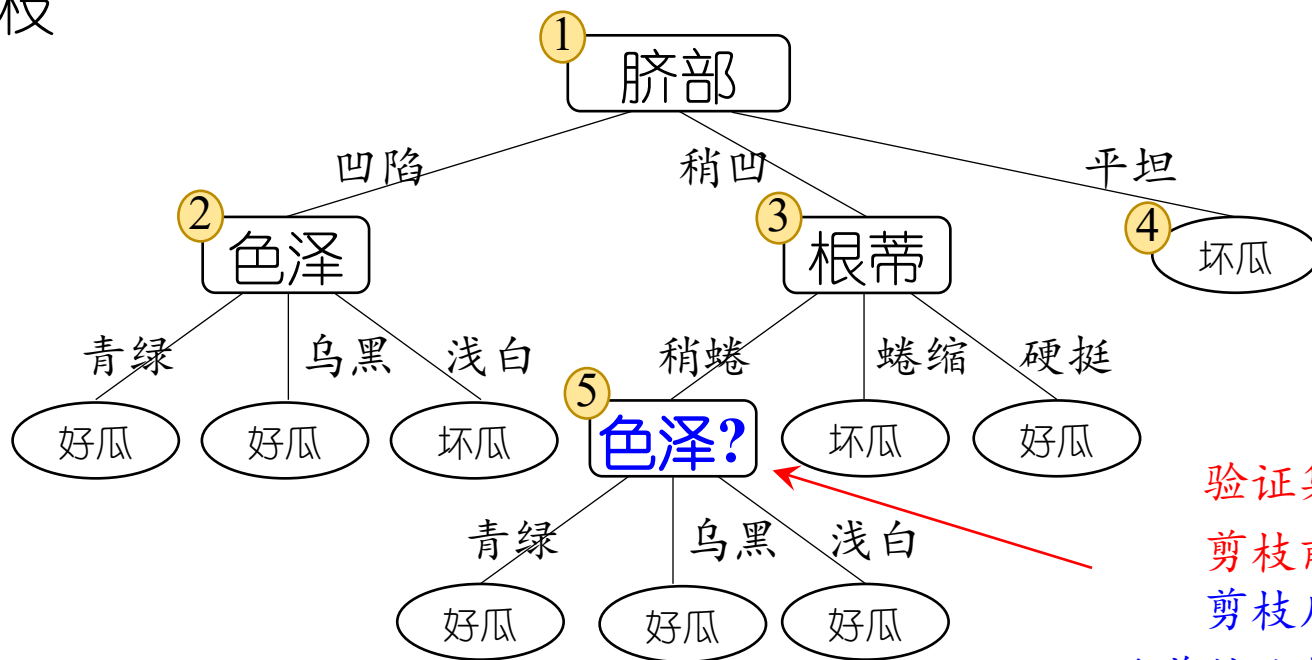 枝
1
脐部
凹陷 稍凹 平坦
2 3 4
色泽 根蒂 坏瓜
青绿 乌黑 浅白 稍蜷 蜷缩 硬挺
5
好瓜 好瓜 坏瓜 色泽? 坏瓜 好瓜
验证
青绿 乌黑 浅白 剪枝
剪枝
好瓜 好瓜 好瓜